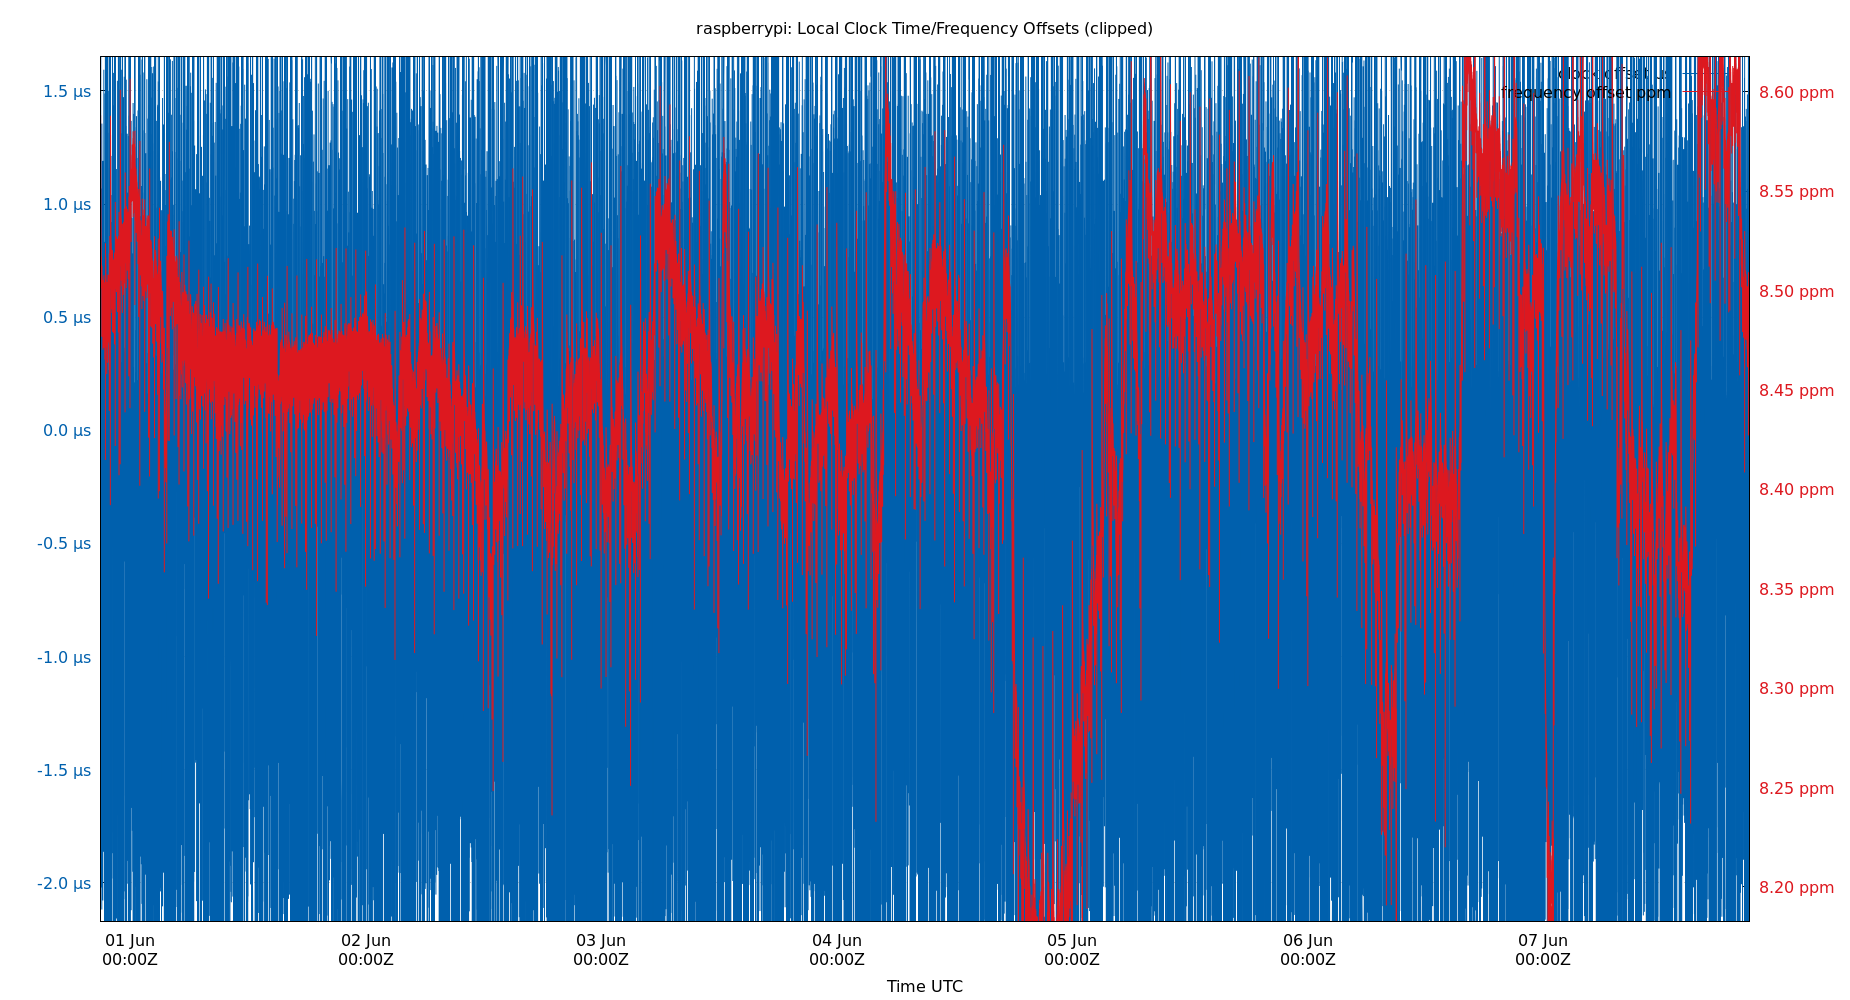 raspberrypi: Local Clock Time/Frequency Offsets (clipped)
clock offset µs
frequency offset ppm
1.5 µs
1.0 µs
0.5 µs
0.0 µs
-0.5 µs
-1.0 µs
-1.5 µs
-2.0 µs
8.60 ppm
8.55 ppm
8.50 ppm
8.45 ppm
8.40 ppm
8.35 ppm
8.30 ppm
8.25 ppm
8.20 ppm
01 Jun 02 Jun 03 Jun 04 Jun 05 Jun 06 Jun 07 Jun
00:00Z 00:00Z 00:00Z 00:00Z 00:00Z 00:00Z 00:00Z
Time UTC